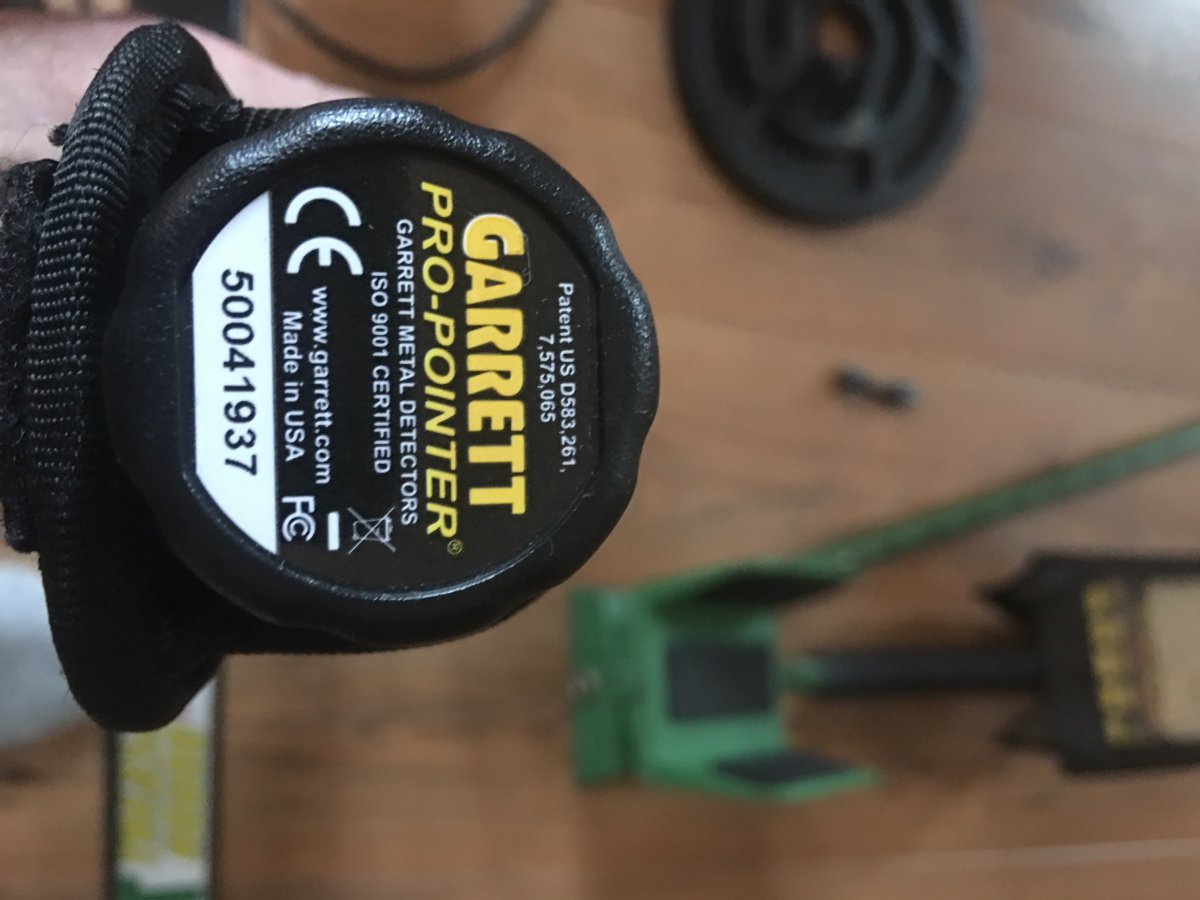 Patent US D583,261,
7,575,065
GARRETT
PRO-POINTER®
GARRETT METAL DETECTORS
ISO 9001 CERTIFIED
CE www.garrett.com
Made in USA FC
50041937